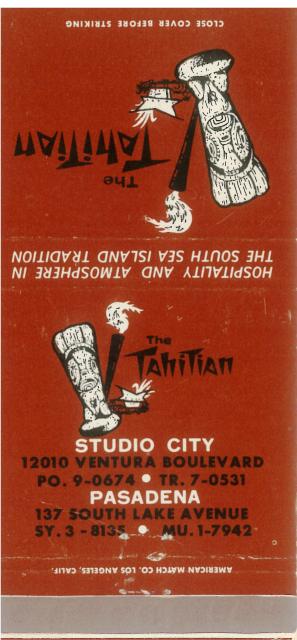 CLOSE COVER BEFORE STRIKING
The
TAHITIAN
HOSPITALITY AND ATMOSPHERE IN
THE SOUTH SEA ISLAND TRADITION
The
TAHITIAN
STUDIO CITY
12010 VENTURA BOULEVARD
PO. 9-0674 ● TR. 7-0531
PASADENA
137 SOUTH LAKE AVENUE
SY. 3 - 8135 ● MU. 1-7942
AMERICAN MATCH CO. LOS ANGELES, CALIF.